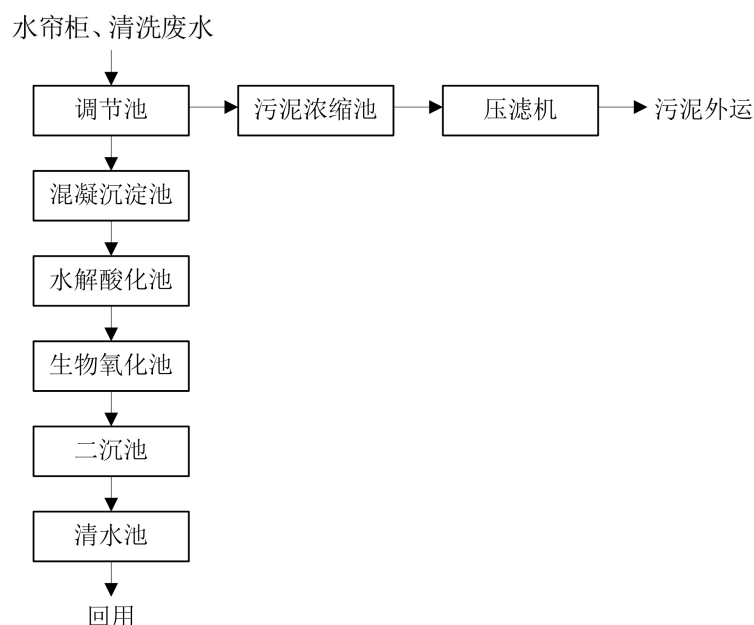 水帘柜、清洗废水
调节池
污泥浓缩池
压滤机
污泥外运
混凝沉淀池
水解酸化池
生物氧化池
二沉池
清水池
回用